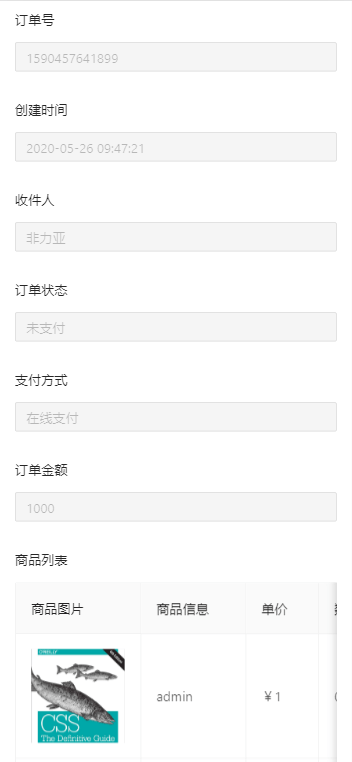 订单号
1590457641899
创建时间
2020-05-26 09:47:21
收件人
非力亚
订单状态
未支付
支付方式
在线支付
订单金额
1000
商品列表
商品图片 商品信息 单价
O'REILLY
admin ￥1
CSS
The Definitive Guide